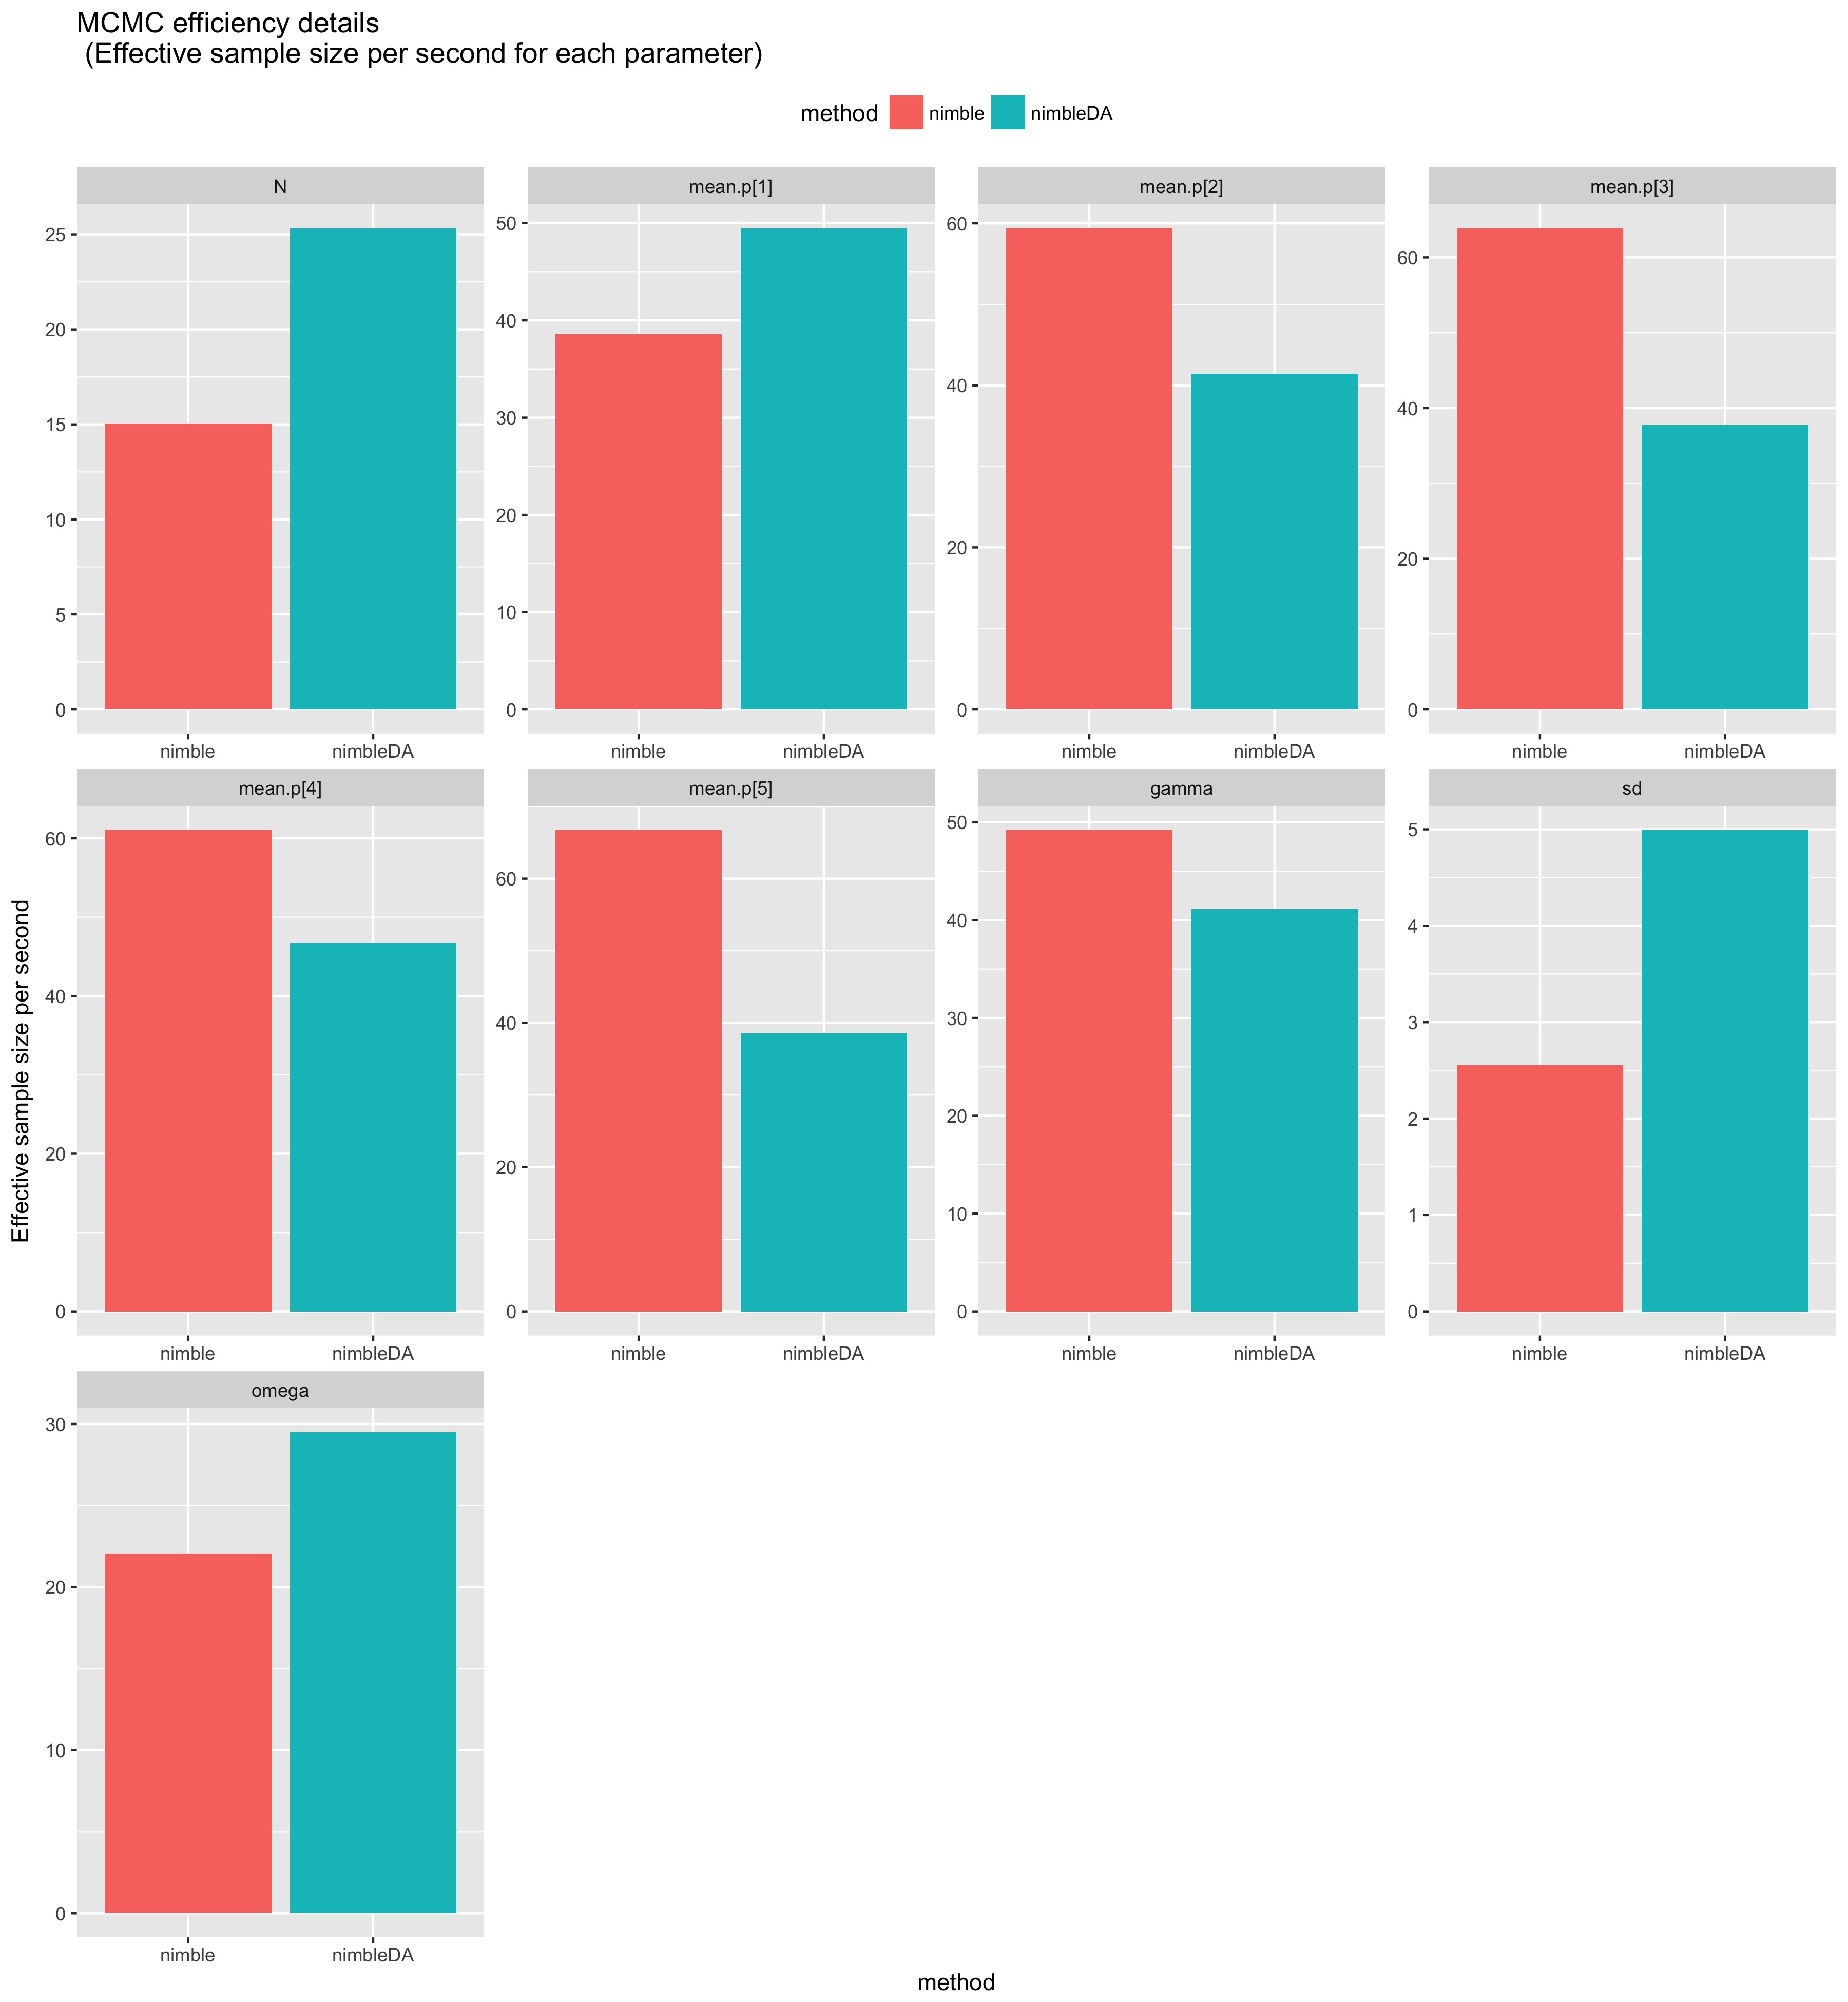 MCMC efficiency details
(Effective sample size per second for each parameter)
method nimble nimbleDA
N
25
20
15
10
5
0
nimble nimbleDA
mean.p[1]
50
40
30
20
10
0
nimble nimbleDA
mean.p[2]
60
40
20
0
nimble nimbleDA
mean.p[3]
60
40
20
0
nimble nimbleDA
Effective sample size per second
mean.p[4]
60
40
20
0
nimble nimbleDA
mean.p[5]
60
40
20
0
nimble nimbleDA
gamma
50
40
30
20
10
0
nimble nimbleDA
sd
5
4
3
2
1
0
nimble nimbleDA
omega
30
20
10
0
nimble nimbleDA
method